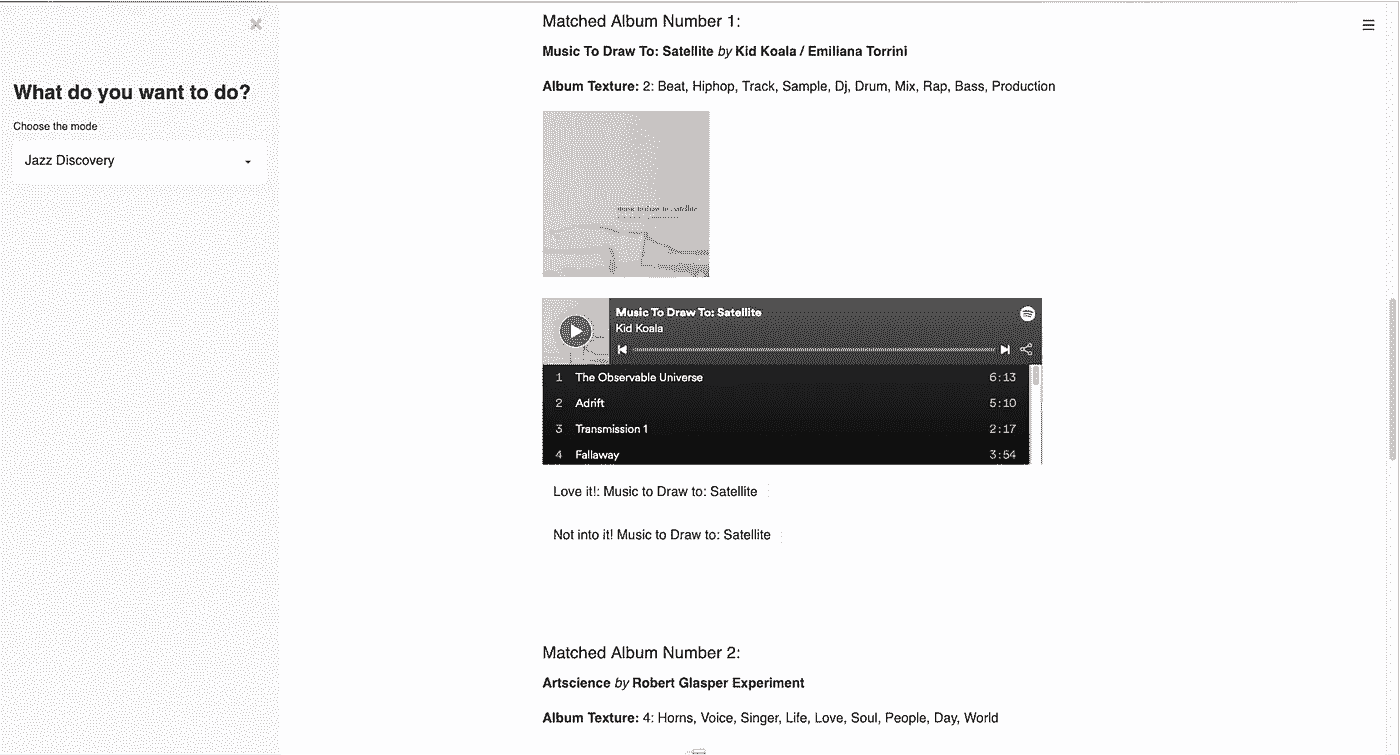 What do you want to do?
Choose the mode
Jazz Discovery
Matched Album Number 1:
Music To Draw To: Satellite by Kid Koala / Emiliana Torrini
Album Texture: 2: Beat, Hiphop, Track, Sample, Dj, Drum, Mix, Rap, Bass, Production
music to draw to: satellite
Music To Draw To: Satellite
Kid Koala
1 The Observable Universe 6:13
2 Adrift 5:10
3 Transmission 1 2:17
4 Fallaway 3:54
Love it!: Music to Draw to: Satellite
Not into it! Music to Draw to: Satellite
Matched Album Number 2:
Artscience by Robert Glasper Experiment
Album Texture: 4: Horns, Voice, Singer, Life, Love, Soul, People, Day, World